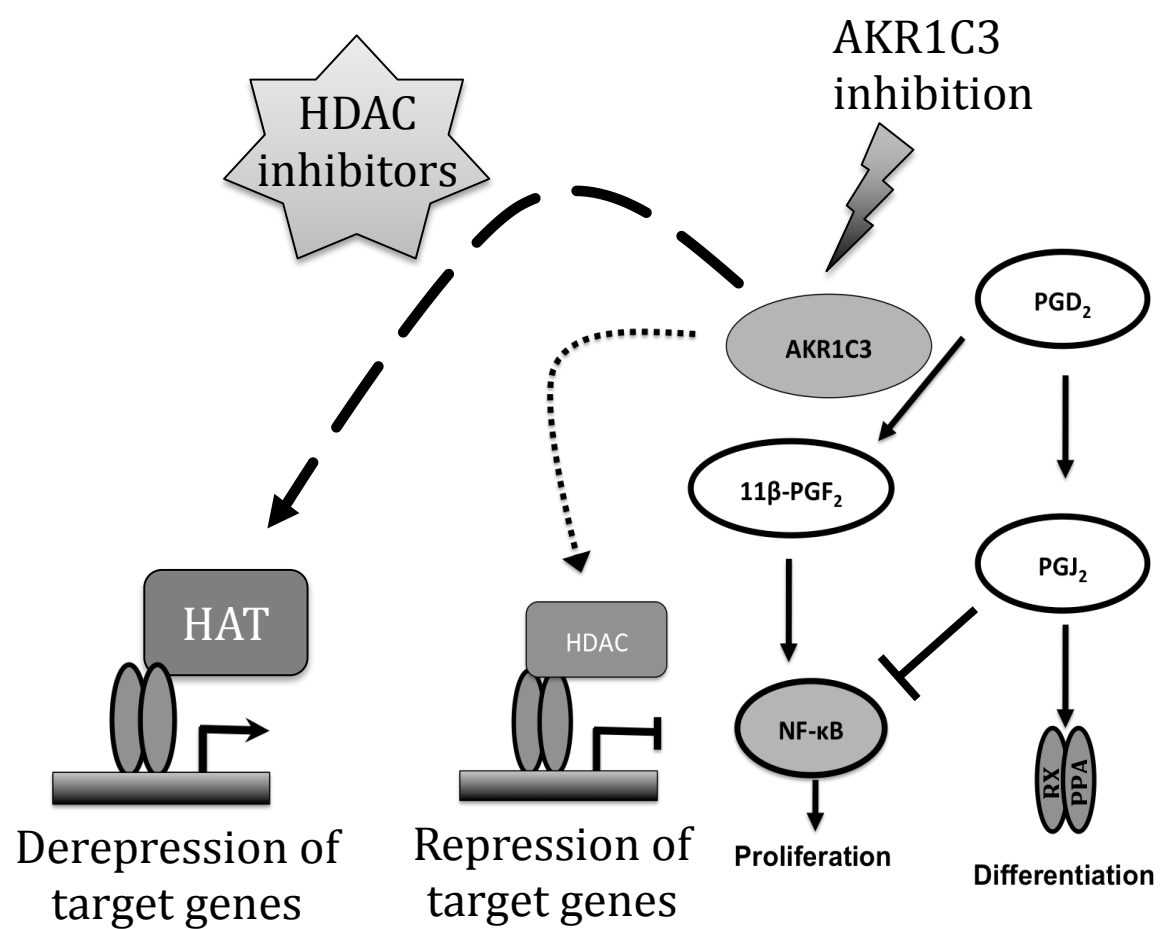 AKR1C3
inhibition
HDAC
inhibitors
PGD₂
AKR1C3
11β-PGF₂
PGJ₂
HAT
HDAC
NF-κB
RX
PPA
Derepression of
target genes
Repression of
target genes
Proliferation
Differentiation